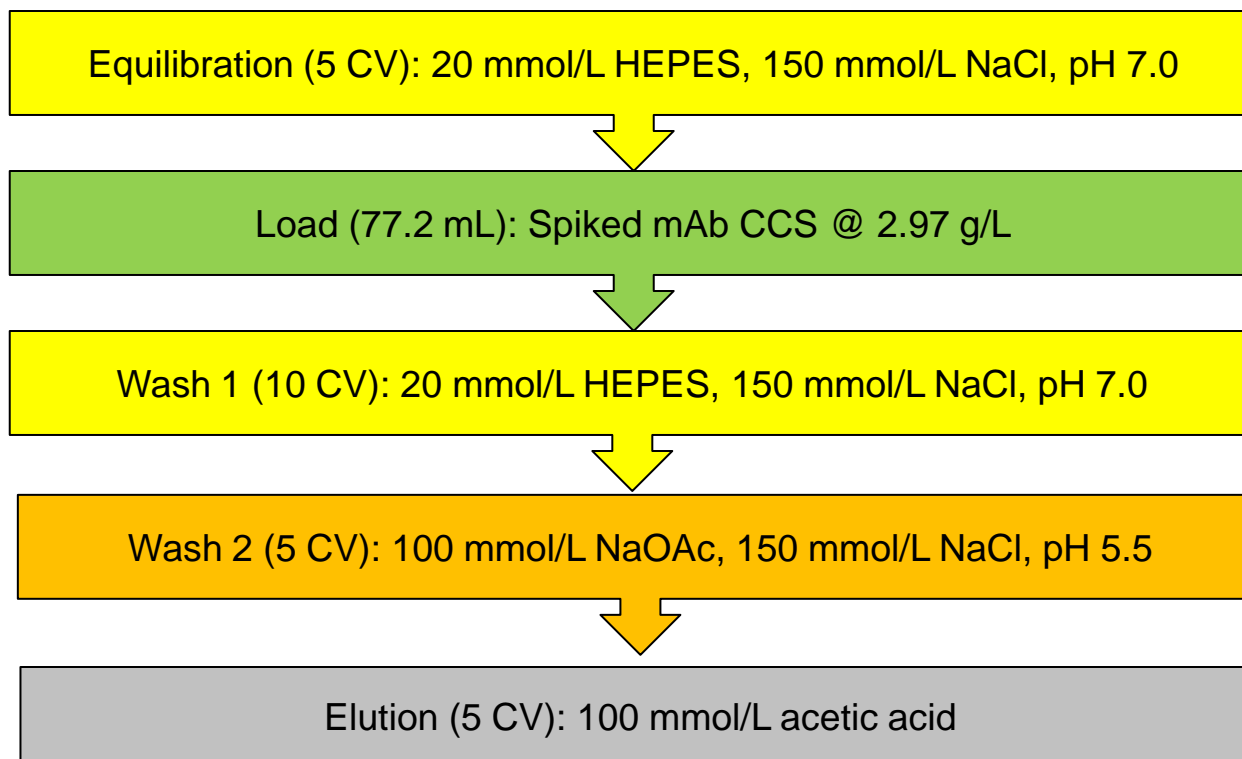 Equilibration (5 CV): 20 mmol/L HEPES, 150 mmol/L NaCl, pH 7.0
Load (77.2 mL): Spiked mAb CCS @ 2.97 g/L
Wash 1 (10 CV): 20 mmol/L HEPES, 150 mmol/L NaCl, pH 7.0
Wash 2 (5 CV): 100 mmol/L NaOAc, 150 mmol/L NaCl, pH 5.5
Elution (5 CV): 100 mmol/L acetic acid